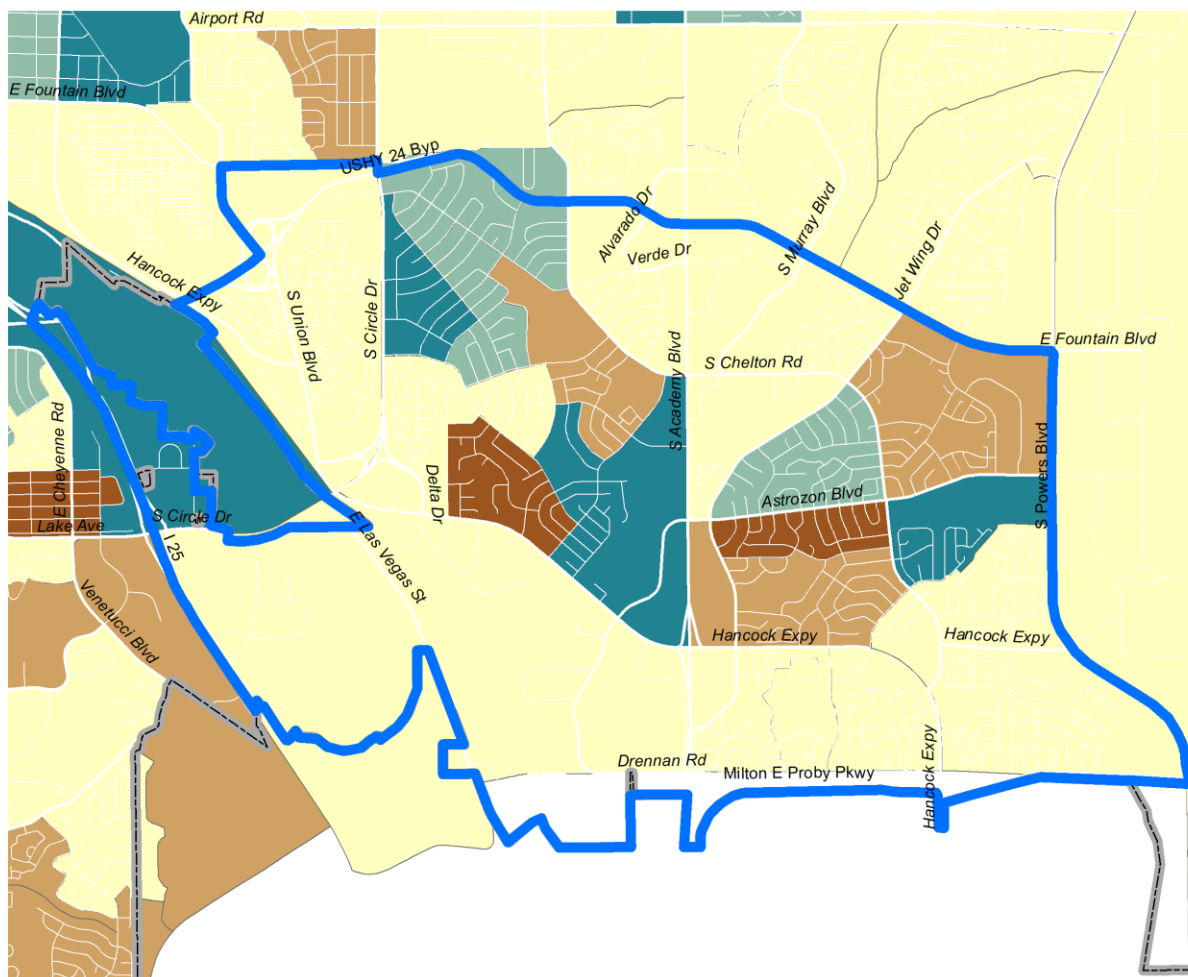 Airport Rd
E Fountain Blvd
USHY 24 Byp
Alvarado Dr
Verde Dr
S Murray Blvd
Jet Wing Dr
Hancock Expy
S Union Blvd
S Circle Dr
E Fountain Blvd
S Chelton Rd
S Academy Blvd
E Cheyenne Rd
S Powers Blvd
Delta Dr
Astrozon Blvd
S Circle Dr
Lake Ave
I 25
E Las Vegas St
Venetucci Blvd
Hancock Expy
Hancock Expy
Drennan Rd
Milton E Proby Pkwy
Hancock Expy